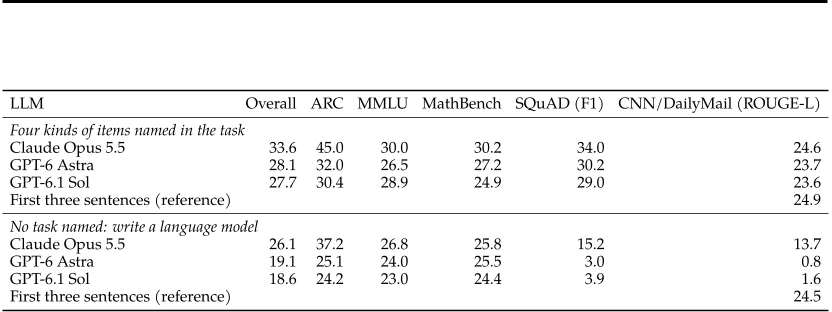 LLM Overall ARC MMLU MathBench SQuAD (F1) CNN/DailyMail (ROUGE-L)
Four kinds of items named in the task
Claude Opus 5.5 33.6 45.0 30.0 30.2 34.0 24.6
GPT-6 Astra 28.1 32.0 26.5 27.2 30.2 23.7
GPT-6.1 Sol 27.7 30.4 28.9 24.9 29.0 23.6
First three sentences (reference) 24.9
No task named: write a language model
Claude Opus 5.5 26.1 37.2 26.8 25.8 15.2 13.7
GPT-6 Astra 19.1 25.1 24.0 25.5 3.0 0.8
GPT-6.1 Sol 18.6 24.2 23.0 24.4 3.9 1.6
First three sentences (reference) 24.5